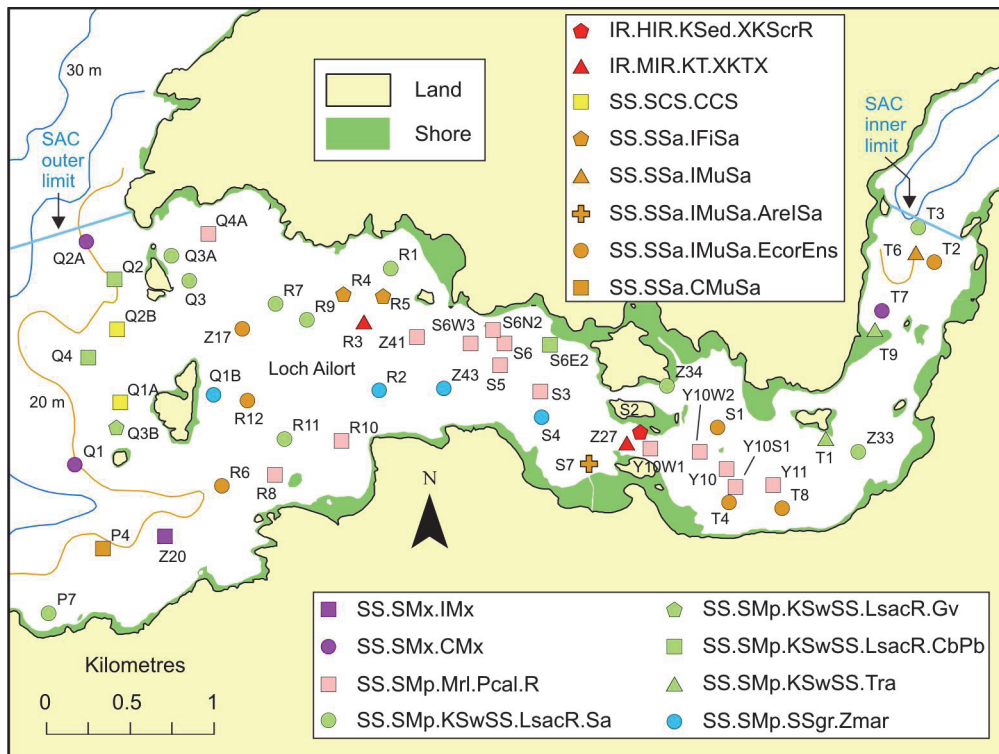 30 m
SAC
outer
limit
Land
Shore
IR.HIR.KSed.XKScrR
IR.MIR.KT.XKTX
SS.SCS.CCS
SS.SSa.IFiSa
SS.SSa.IMuSa
SS.SSa.IMuSa.AreISa
SS.SSa.IMuSa.EcorEns
SS.SSa.CMuSa
SAC
inner
limit
T3
T6
T2
T7
T9
Q4A
Q2A
Q3A
Q2
Q3
Q2B
Q4
Q1A
Q3B
Q1
20 m
R1
R4
R5
R7
R9
R3
Z17
Z41
S6W3
S6N2
S6
S6E2
S5
Loch Ailort
Q1B
R12
R2
Z43
S3
S4
Z34
S2
Y10W2
S1
Z27
R11
R10
S7
Y10W1
Y10
Y10S1
Y11
T1
Z33
R6
R8
T4
T8
N
P4
Z20
P7
Kilometres
0 0.5 1
SS.SMx.IMx
SS.SMx.CMx
SS.SMp.Mrl.Pcal.R
SS.SMp.KSwSS.LsacR.Sa
SS.SMp.KSwSS.LsacR.Gv
SS.SMp.KSwSS.LsacR.CbPb
SS.SMp.KSwSS.Tra
SS.SMp.SSgr.Zmar